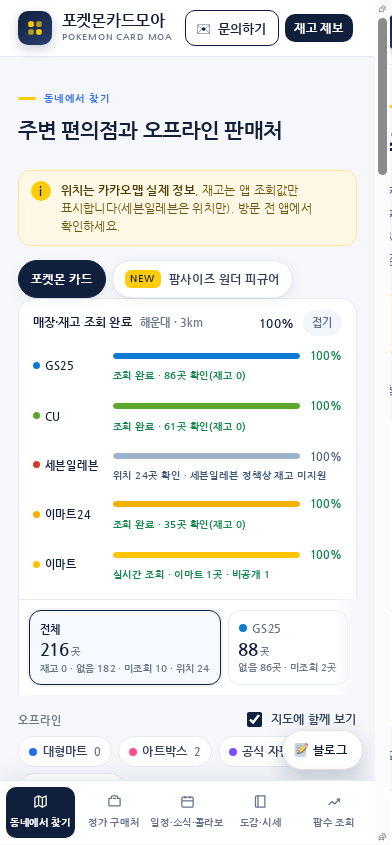 포켓몬카드모아
POKEMON CARD MOA
✉️ 문의하기
재고 제보
동네에서 찾기
주변 편의점과 오프라인 판매처
위치는 카카오맵 실제 정보, 재고는 앱 조회값만
표시합니다(세븐일레븐은 위치만). 방문 전 앱에서
확인하세요.
포켓몬 카드
NEW 팜사이즈 원더 피규어
매장·재고 조회 완료 해운대 · 3km 100% 접기
GS25 100%
조회 완료 · 86곳 확인(재고 0)
CU 100%
조회 완료 · 61곳 확인(재고 0)
세븐일레븐 100%
위치 24곳 확인 · 세븐일레븐 정책상 재고 미지원
이마트24 100%
조회 완료 · 35곳 확인(재고 0)
이마트 100%
실시간 조회 · 이마트 1곳 · 비공개 1
전체
216곳
재고 0 · 없음 182 · 미조회 10 · 위치 24
GS25
88곳
없음 86곳 · 미조회 2곳
오프라인 지도에 함께 보기
대형마트 0
아트박스 2
공식 자판
📝 블로그
동네에서 찾기
정가 구매처
일정·소식·콜라보
도감·시세
팝수 조회